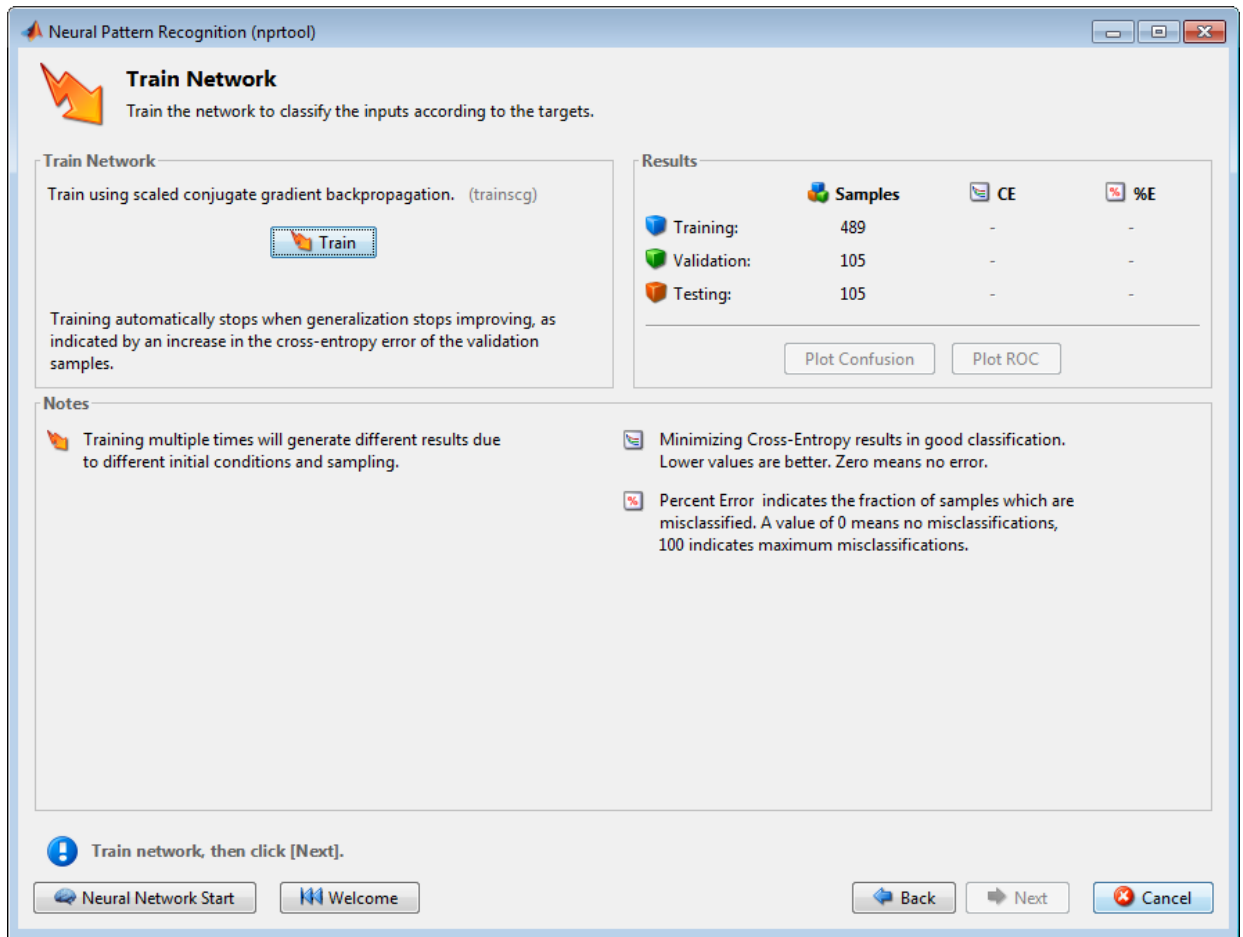 Neural Pattern Recognition (nprtool)
Train Network
Train the network to classify the inputs according to the targets.
Train Network
Train using scaled conjugate gradient backpropagation. (trainscg)
Train
Training automatically stops when generalization stops improving, as
indicated by an increase in the cross-entropy error of the validation
samples.
Results
Samples CE % %E
Training: 489 - -
Validation: 105 - -
Testing: 105 - -
Plot Confusion Plot ROC
Notes
Training multiple times will generate different results due
to different initial conditions and sampling.
Minimizing Cross-Entropy results in good classification.
Lower values are better. Zero means no error.
% Percent Error indicates the fraction of samples which are
misclassified. A value of 0 means no misclassifications,
100 indicates maximum misclassifications.
Train network, then click [Next].
Neural Network Start Welcome Back Next Cancel